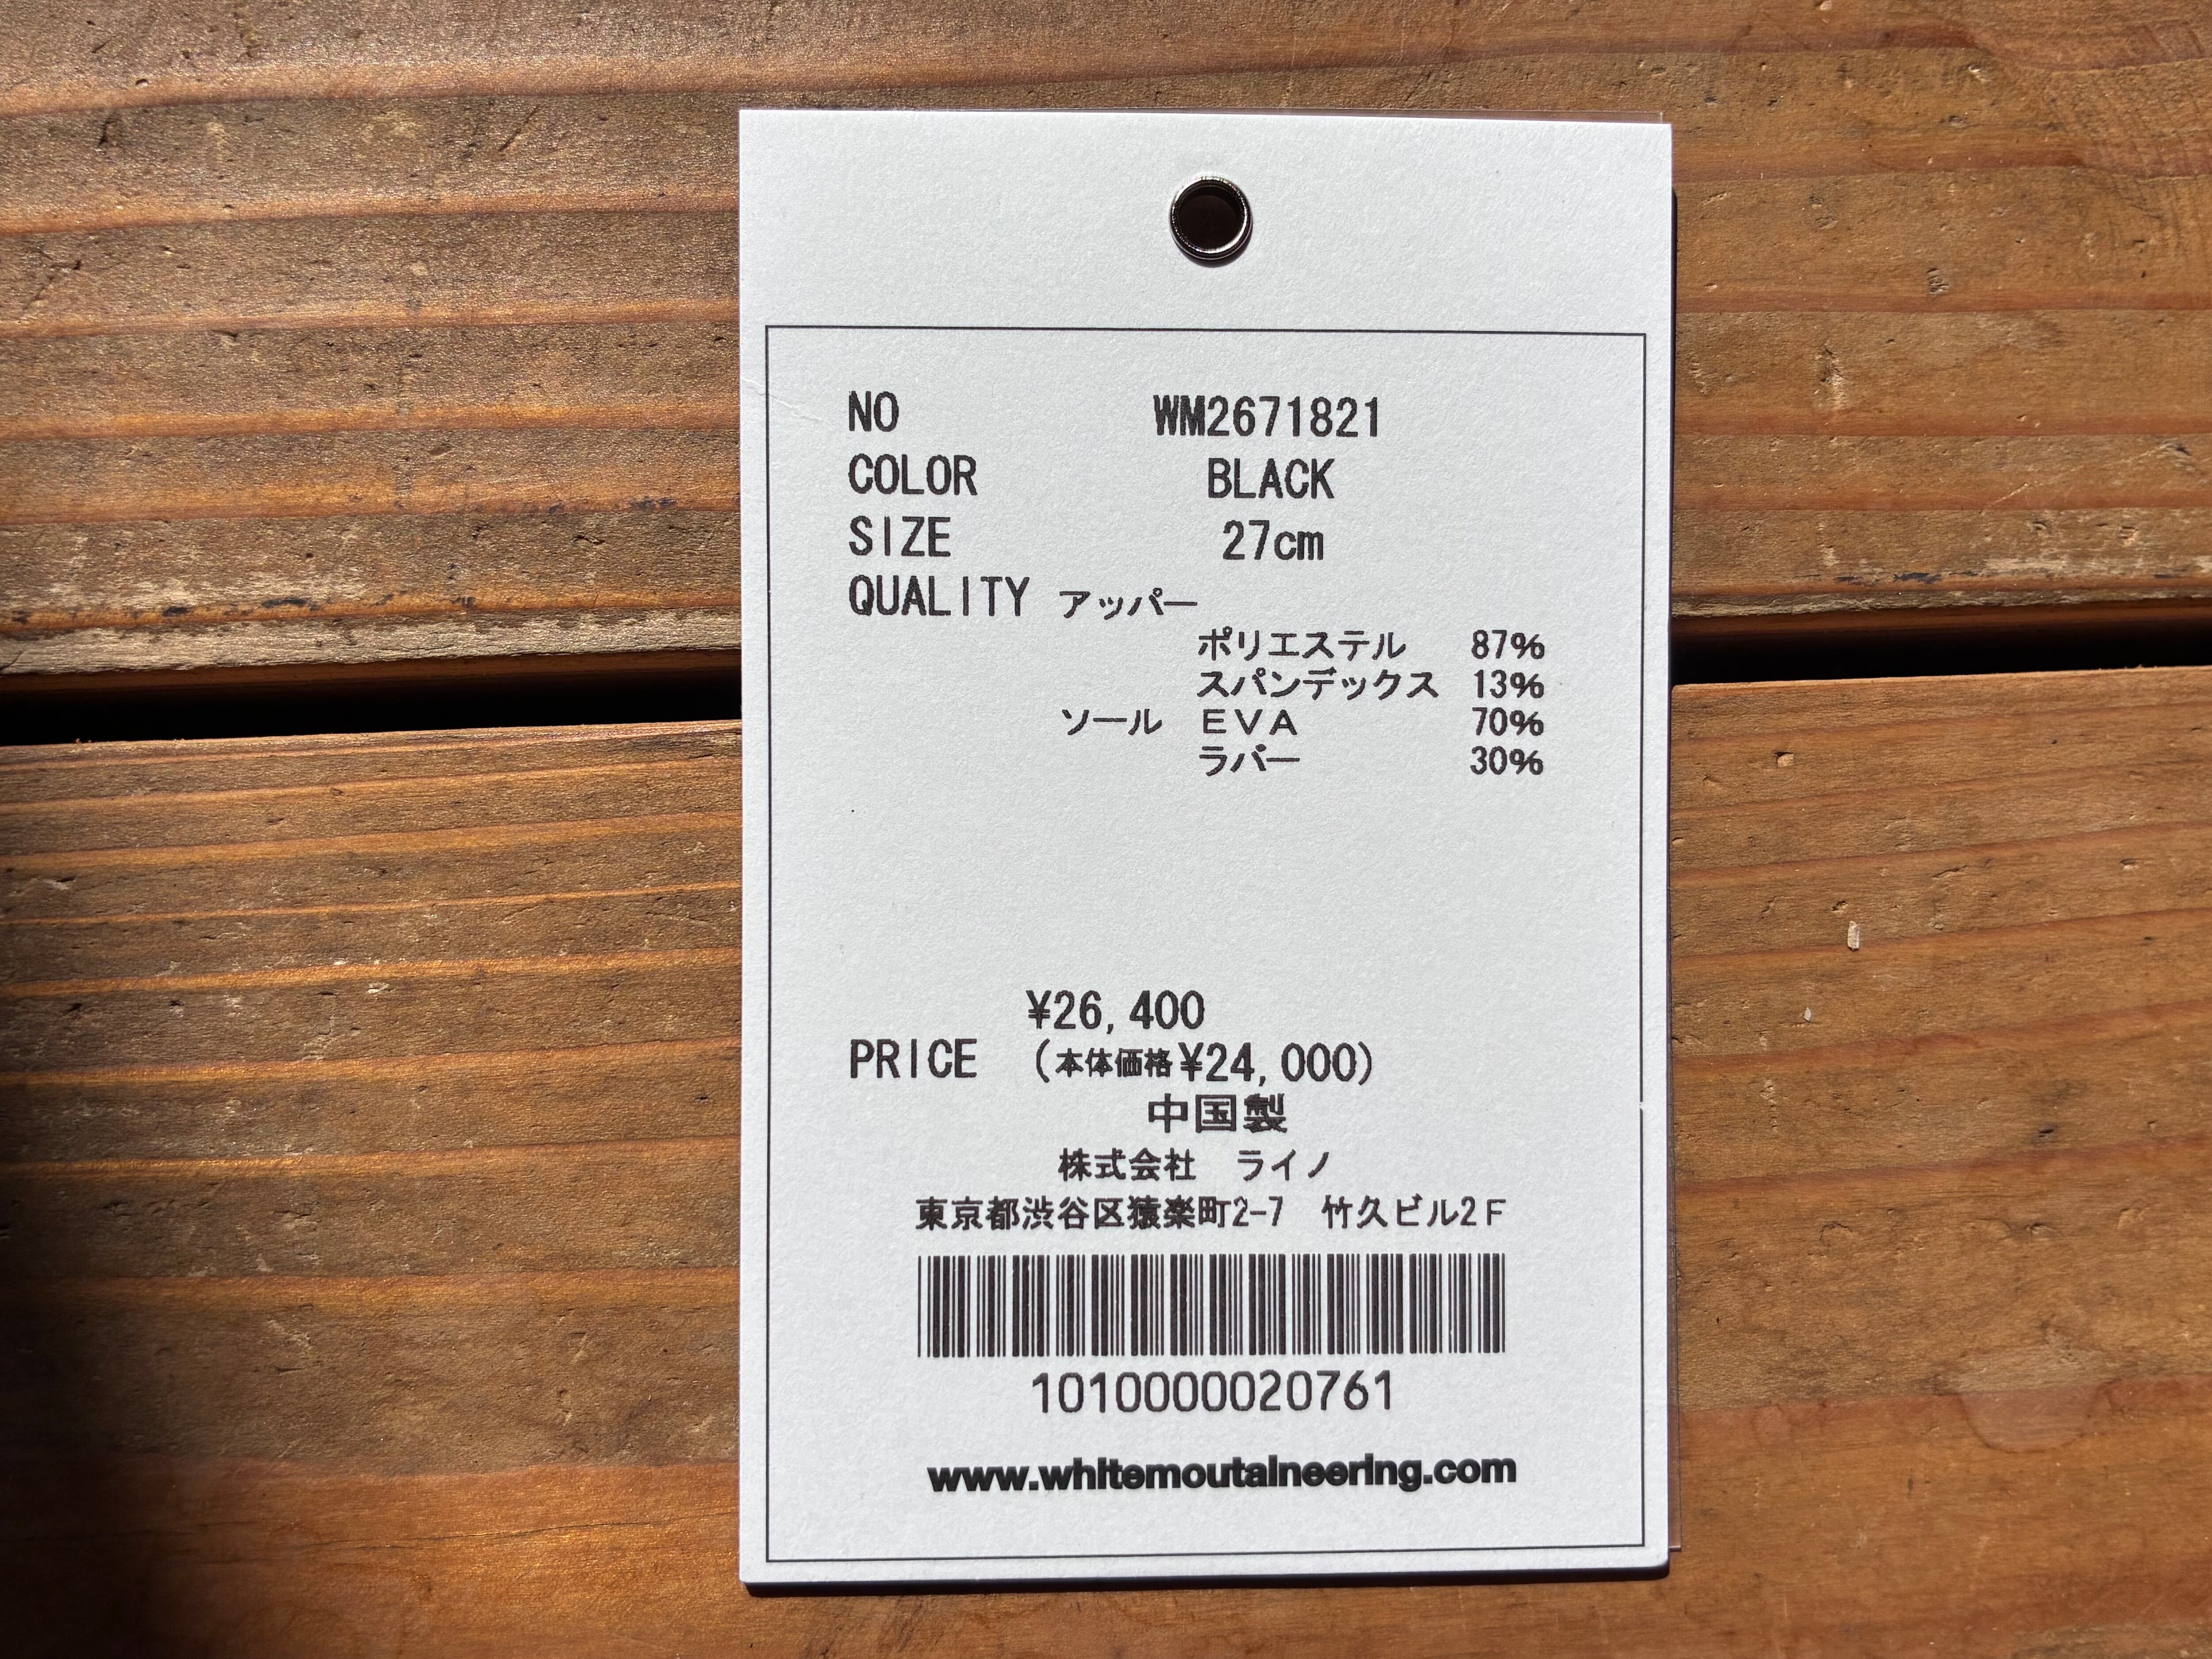 NO WM2671821
COLOR BLACK
SIZE 27cm
QUALITY アッパー
ポリエステル 87%
スパンデックス 13%
ソール EVA 70%
ラバー 30%
¥26,400
PRICE (本体価格¥24,000)
中国製
株式会社 ライノ
東京都渋谷区猿楽町2-7 竹久ビル2F
1010000020761
www.whitemoutaineering.com